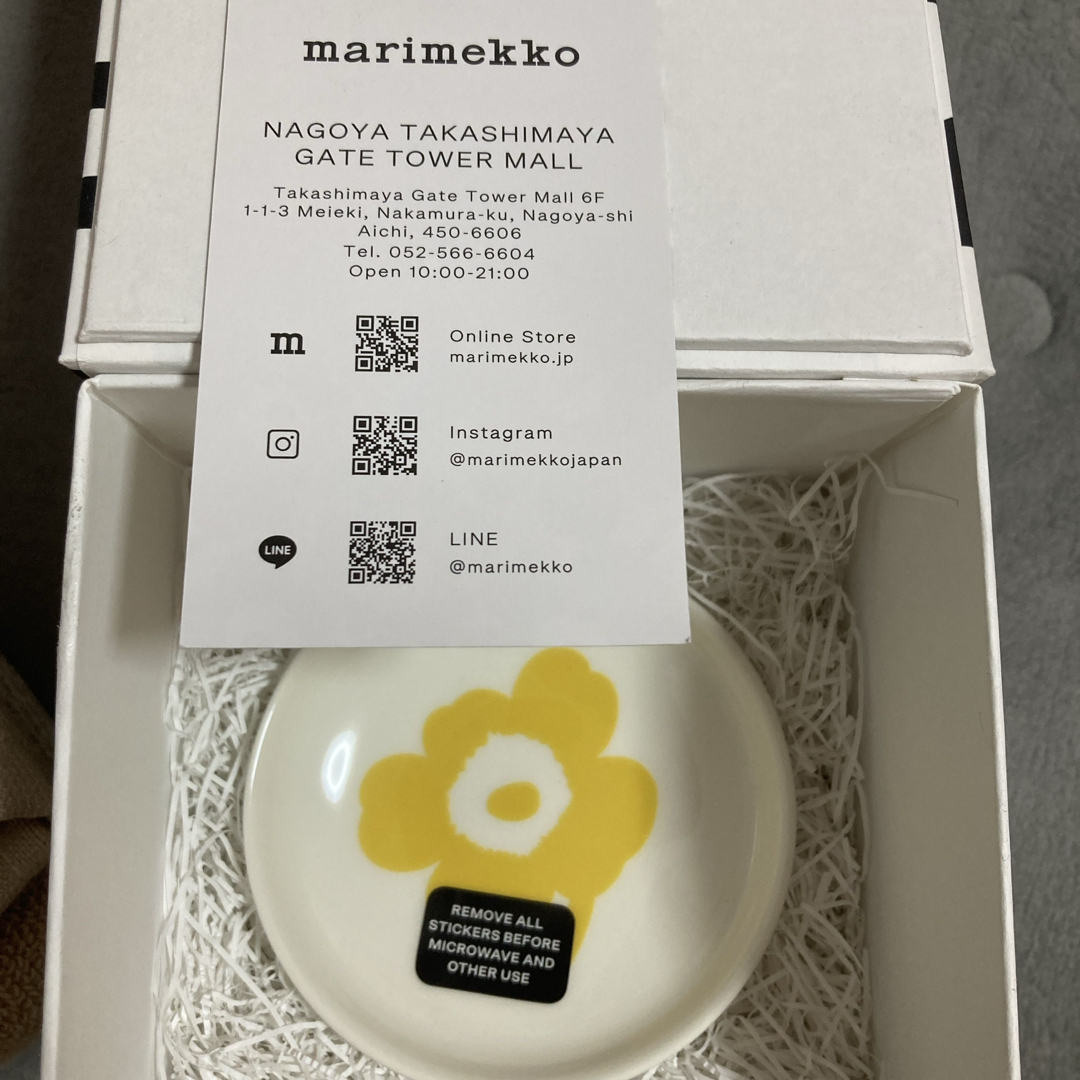 marimekko
NAGOYA TAKASHIMAYA
GATE TOWER MALL
Takashimaya Gate Tower Mall 6F
1-1-3 Meieki, Nakamura-ku, Nagoya-shi
Aichi, 450-6606
Tel. 052-566-6604
Open 10:00-21:00
m
Online Store
marimekko.jp
Instagram
@marimekkojapan
LINE
LINE
@marimekko
REMOVE ALL
STICKERS BEFORE
MICROWAVE AND
OTHER USE